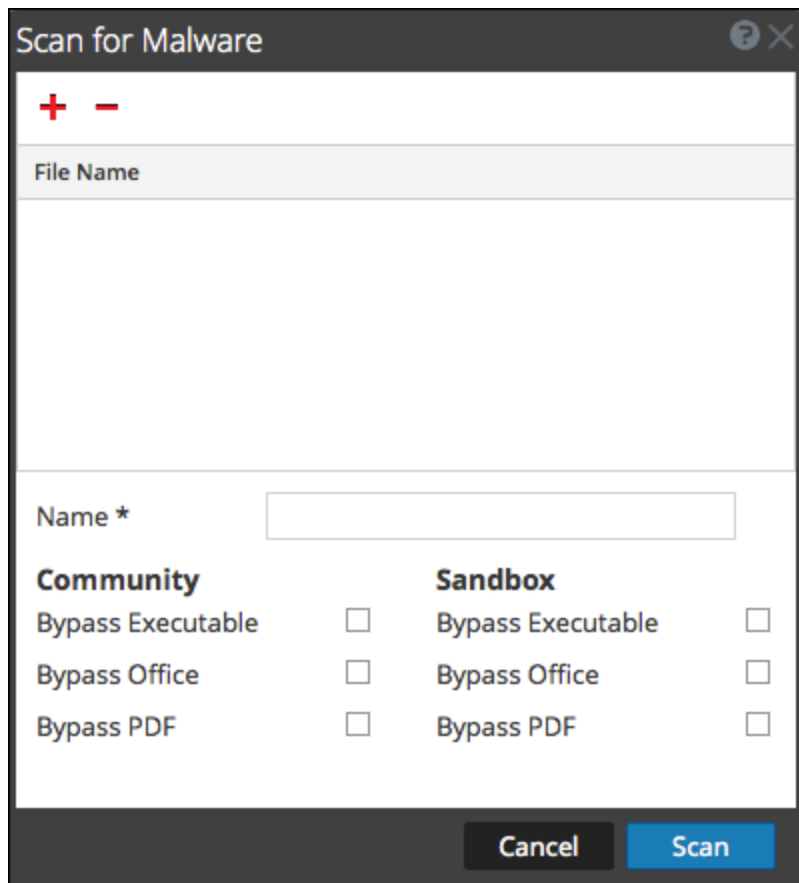 Scan for Malware
File Name
Name *
Community Sandbox
Bypass Executable Bypass Executable
Bypass Office Bypass Office
Bypass PDF Bypass PDF
Cancel Scan